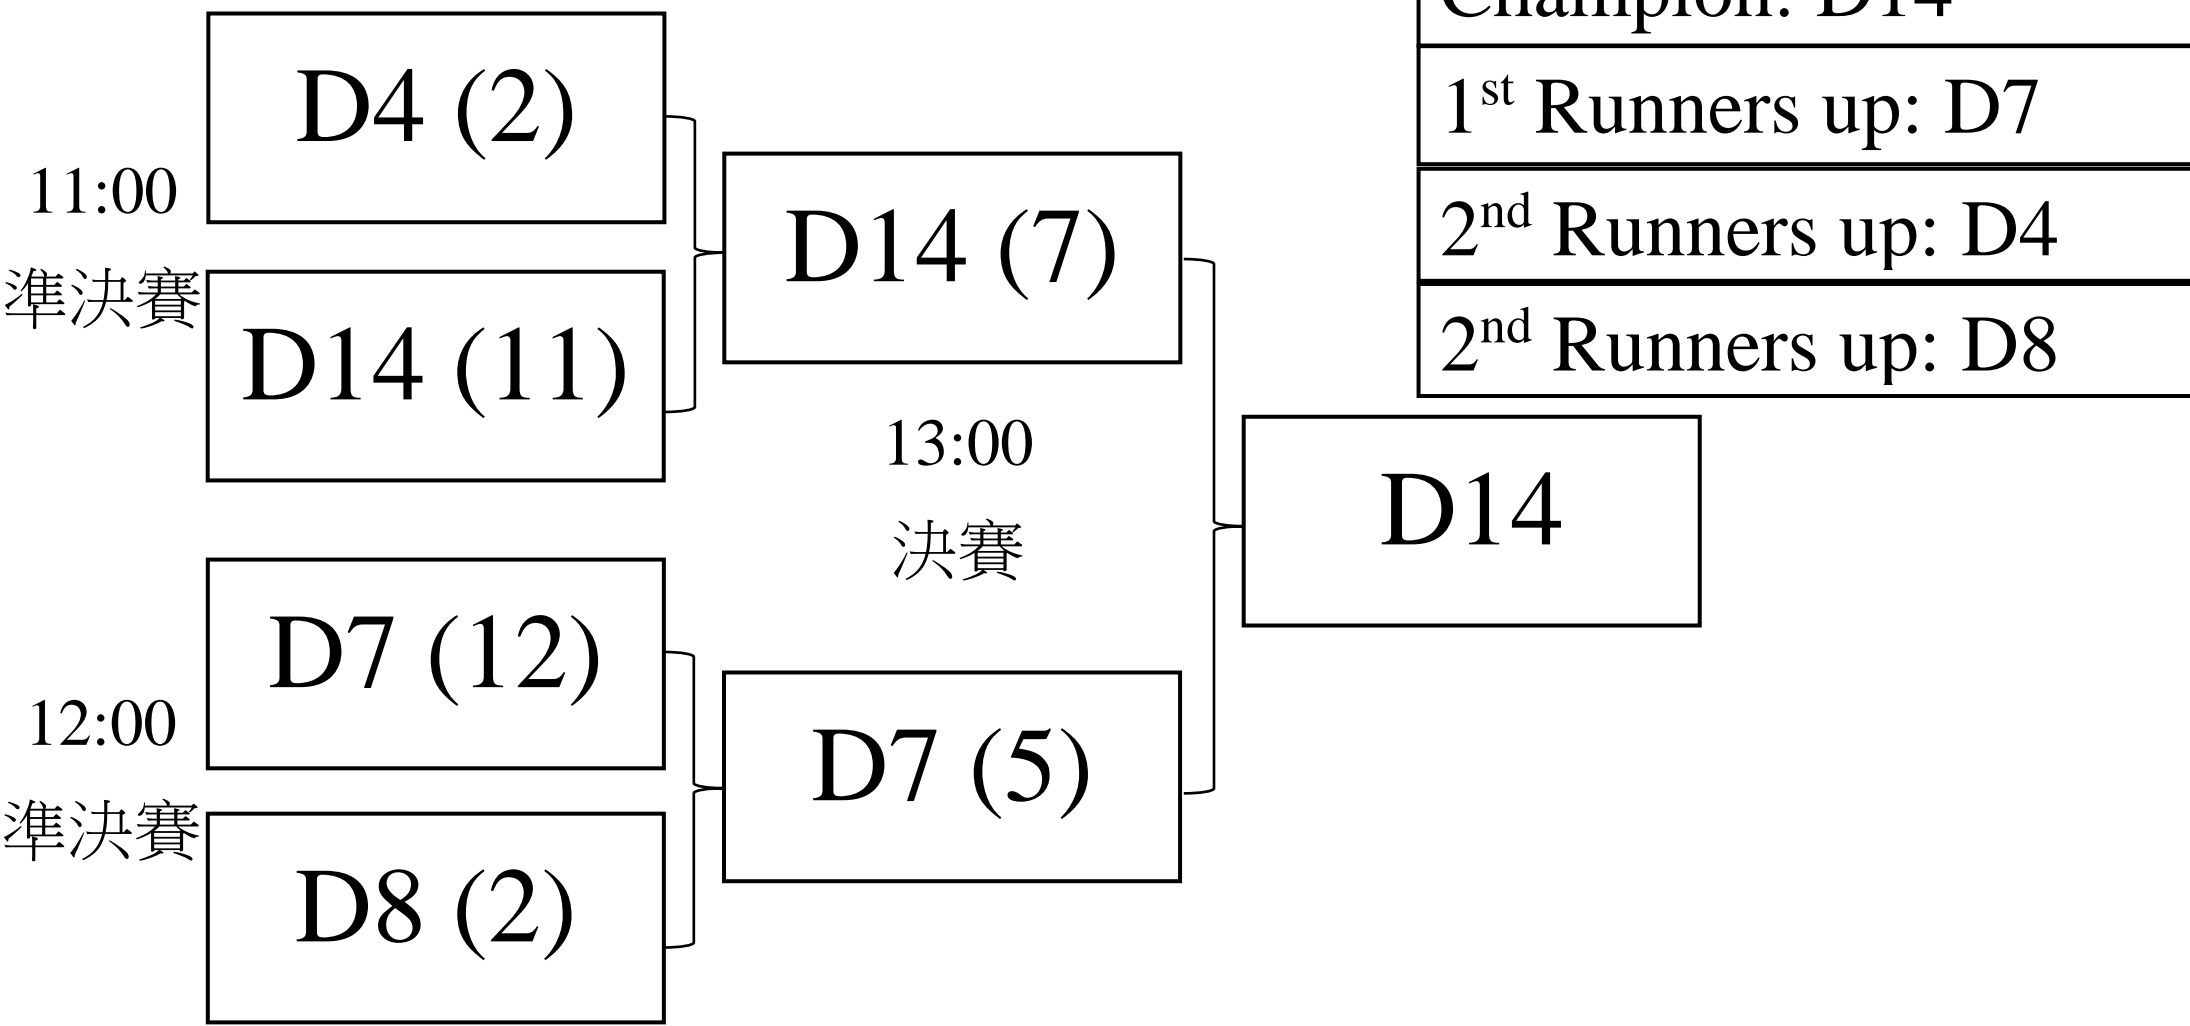 Champion: D14
1st Runners up: D7
2nd Runners up: D4
2nd Runners up: D8
D4 (2)
11:00
準決賽
D14 (11)
D14 (7)
13:00
決賽
D14
D7 (12)
12:00
準決賽
D8 (2)
D7 (5)